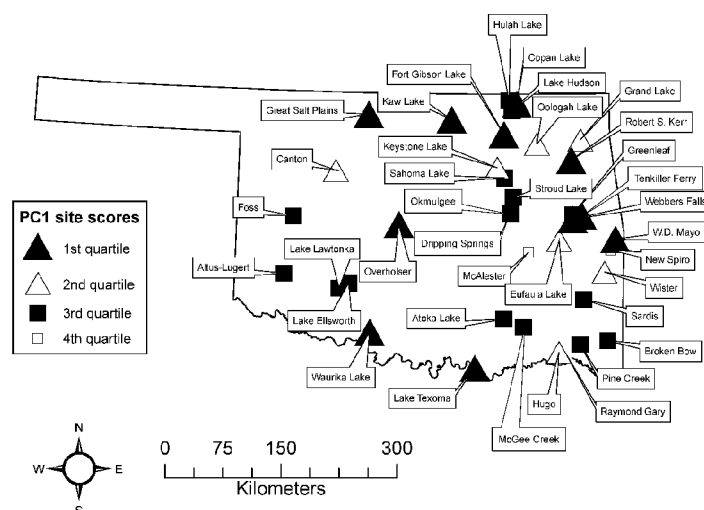 Hulah Lake
Copan Lake
Fort Gibson Lake
Lake Hudson
Grand Lake
Great Salt Plains
Kaw Lake
Oologah Lake
Robert S. Kerr
Keystone Lake
Greenleaf
Canton
Sahoma Lake
Stroud Lake
Tenkiller Ferry
PC1 site scores
1st quartile
2nd quartile
3rd quartile
4th quartile
Foss
Okmulgee
Webbers Falls
Dripping Springs
W.D. Mayo
Lake Lawtonka
Overholser
McAlester
New Spiro
Altus-Lugert
Eufaula Lake
Wister
Lake Ellsworth
Atoka Lake
Sardis
Broken Bow
Waurika Lake
Pine Creek
Lake Texoma
Hugo
Raymond Gary
McGee Creek
N
W E
S
0 75 150 300
Kilometers